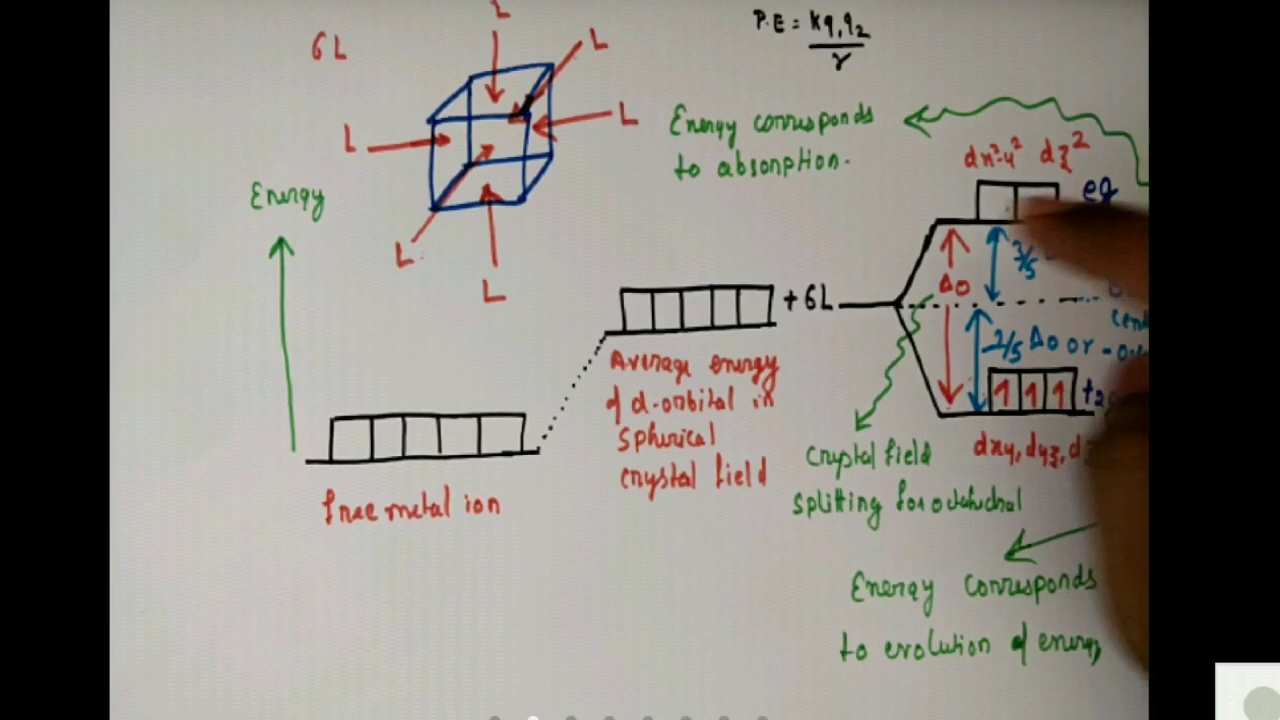 6L
L
L
L
L
L
L
P.E = kq1q2
r
Energy
Energy corresponds
to absorption.
dx²-y² dz²
eg
Δo
+ 6L
-2/5 Δo or
t2
dxy, dyz,
free metal ion
Average energy
of d-orbital in
spherical
crystal field
Crystal field
splitting for octahedral
Energy corresponds
to evolution of energy